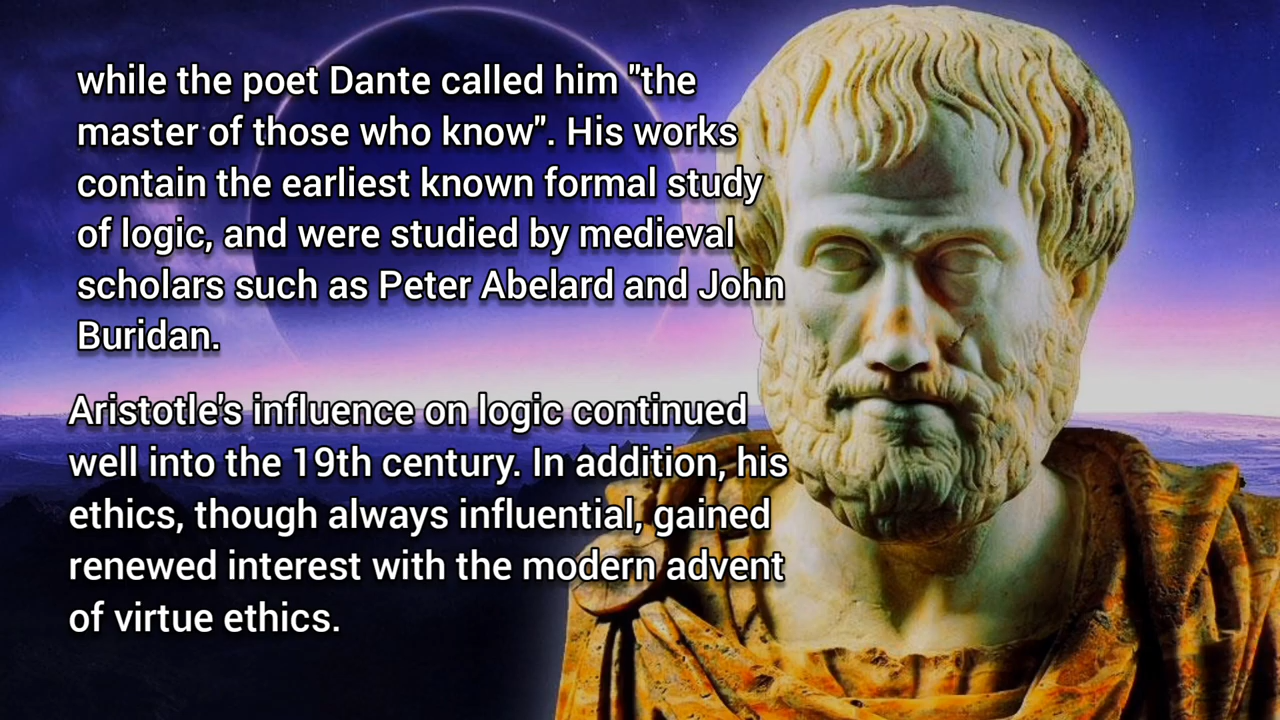 while the poet Dante called him "the
master of those who know". His works
contain the earliest known formal study
of logic, and were studied by medieval
scholars such as Peter Abelard and John
Buridan.
Aristotle's influence on logic continued
well into the 19th century. In addition, his
ethics, though always influential, gained
renewed interest with the modern advent
of virtue ethics.